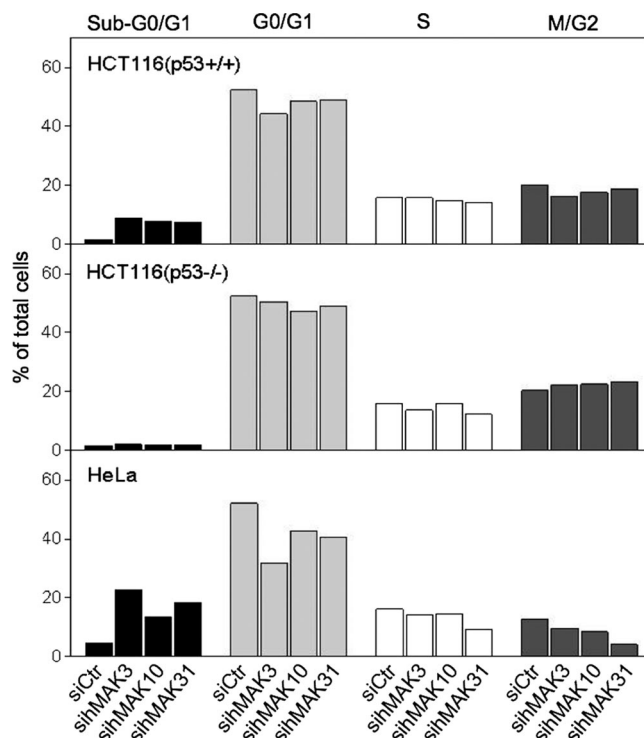 Sub-G0/G1 G0/G1 S M/G2
HCT116(p53+/+)
60
40
20
0
HCT116(p53-/-)
60
40
20
0
HeLa
60
40
20
0
% of total cells
siCtr sihMAK3 sihMAK10 sihMAK31 siCtr sihMAK3 sihMAK10 sihMAK31 siCtr sihMAK3 sihMAK10 sihMAK31 siCtr sihMAK3 sihMAK10 sihMAK31